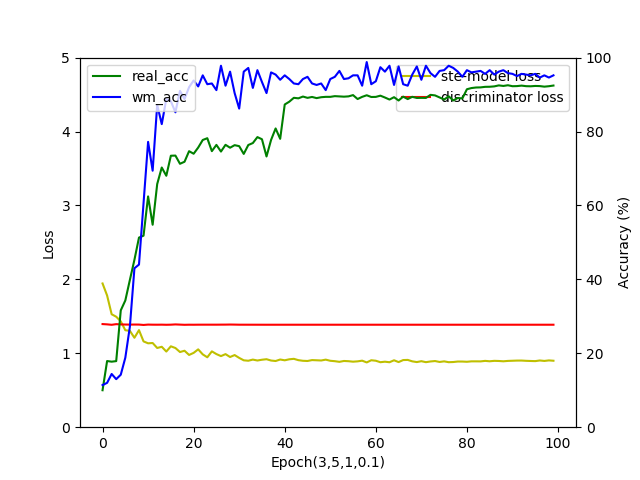 real_acc
wm_acc
ste-model loss
discriminator loss
5
4
3
2
1
0
Loss
100
80
60
40
20
0
Accuracy (%)
0
20
40
60
80
100
Epoch(3,5,1,0.1)